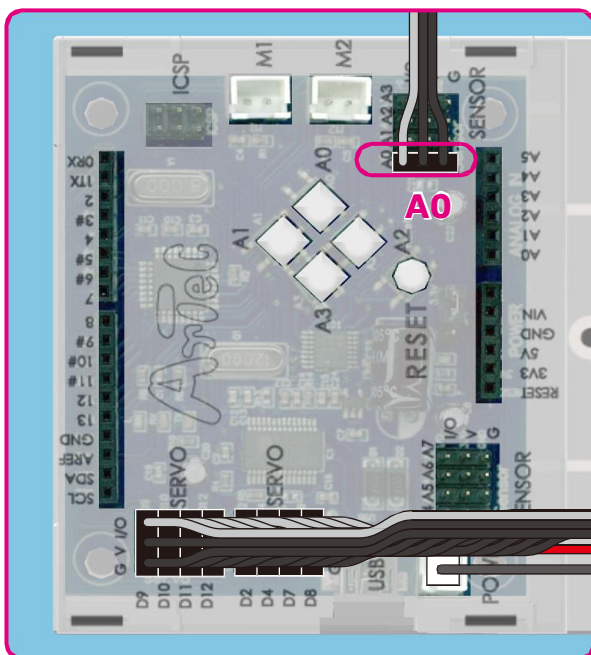 M1
M2
ICSP
I/O
G
SENSOR
A0 A1 A2 A3
A0
0RX
1TX
2
3#
4
5#
6#
7
8
9#
10#
11#
12
13
GND
AREF
SDA
SCL
A5
A4
A3
A2
A1
A0
ANALOG IN
VIN
GND
5V
3V3
RESET
POWER
A0
A1
A2
A3
RESET
Artec
SERVO
SERVO
G V I/O
D9
D10
D11
D12
D2
D4
D7
D8
USB
A5 A6 A7
I/O
V
G